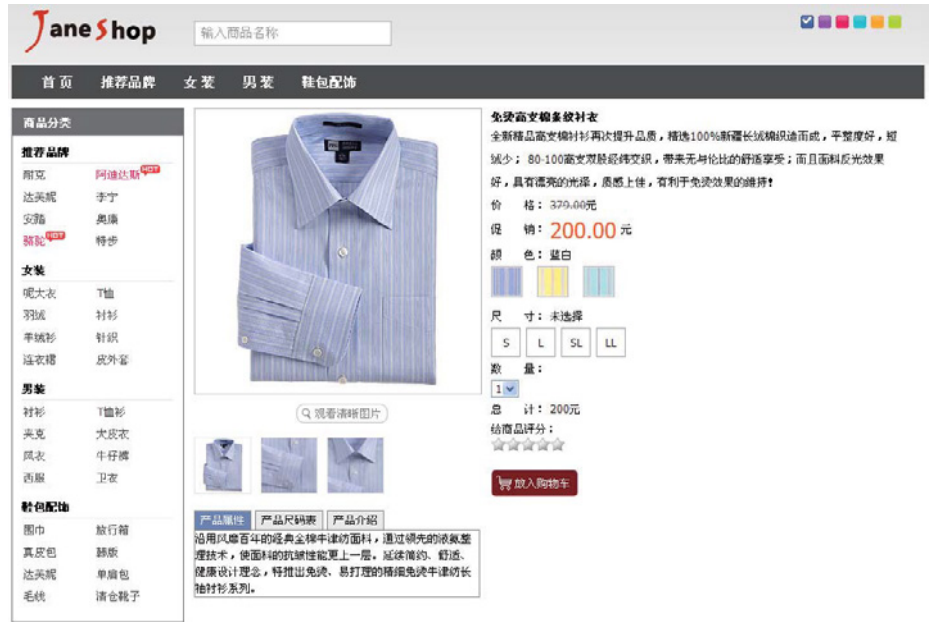 Jane Shop
输入商品名称
首页 推荐品牌 女装 男装 鞋包配饰
商品分类
推荐品牌
耐克 阿迪达斯 HOT
达芙妮 李宁
安踏 奥康
骆驼 HOT 特步
女装
呢大衣 T恤
羽绒 衬衫
羊绒衫 针织
连衣裙 皮外套
男装
衬衫 T恤衫
夹克 大皮衣
风衣 牛仔裤
西服 卫衣
鞋包配饰
围巾 旅行箱
真皮包 韩版
达芙妮 单肩包
毛线 清仓靴子
观看清晰图片
产品属性 产品尺码表 产品介绍
沿用风靡百年的经典全棉牛津纺面料,通过领先的液氨整
理技术,使面料的抗皱性能更上一层。延续简约、舒适、
健康设计理念,特推出免烫、易打理的精细免烫牛津纺长
袖衬衫系列。
免烫高支棉条纹衬衣
全新精品高支棉衬衫再次提升品质,精选100%新疆长绒棉织造而成,平整度好,短
绒少; 80-100高支双股经纬交织,带来无与伦比的舒适享受;而且面料反光效果
好,具有漂亮的光泽,质感上佳,有利于免烫效果的维持!
价 格:379.00元
促 销:200.00 元
颜 色:蓝白
尺 寸:未选择
S L SL LL
数 量:
1
总 计:200元
给商品评分:
放入购物车